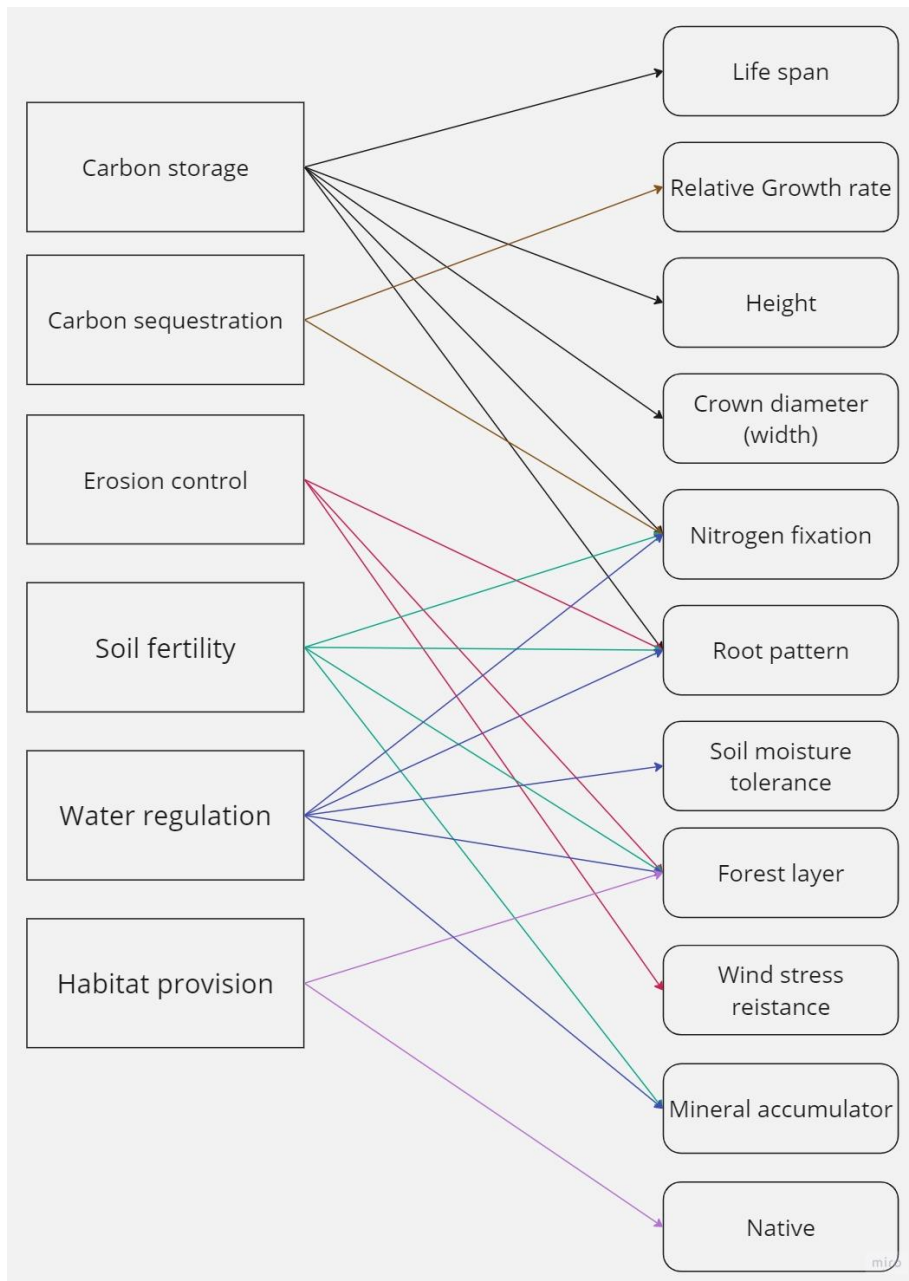 Carbon storage
Carbon sequestration
Erosion control
Soil fertility
Water regulation
Habitat provision
Life span
Relative Growth rate
Height
Crown diameter
(width)
Nitrogen fixation
Root pattern
Soil moisture
tolerance
Forest layer
Wind stress
reistance
Mineral accumulator
Native
miro